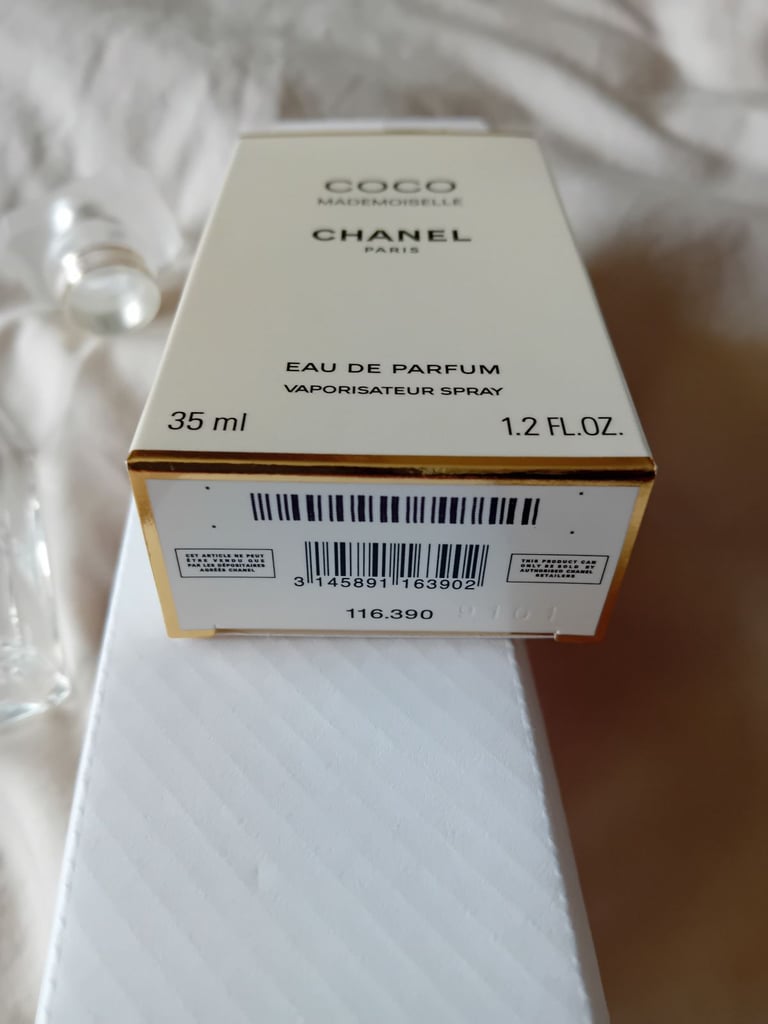 COCO
MADEMOISELLE
CHANEL
PARIS
EAU DE PARFUM
VAPORISATEUR SPRAY
35 ml
1.2 FL.OZ.
CET ARTICLE NE PEUT
ÊTRE VENDU QUE
PAR LES DÉPOSITAIRES
AGRÉÉS CHANEL
3 145891 163902
THIS PRODUCT CAN
ONLY BE SOLD BY
AUTHORISED CHANEL
RETAILERS
116.390